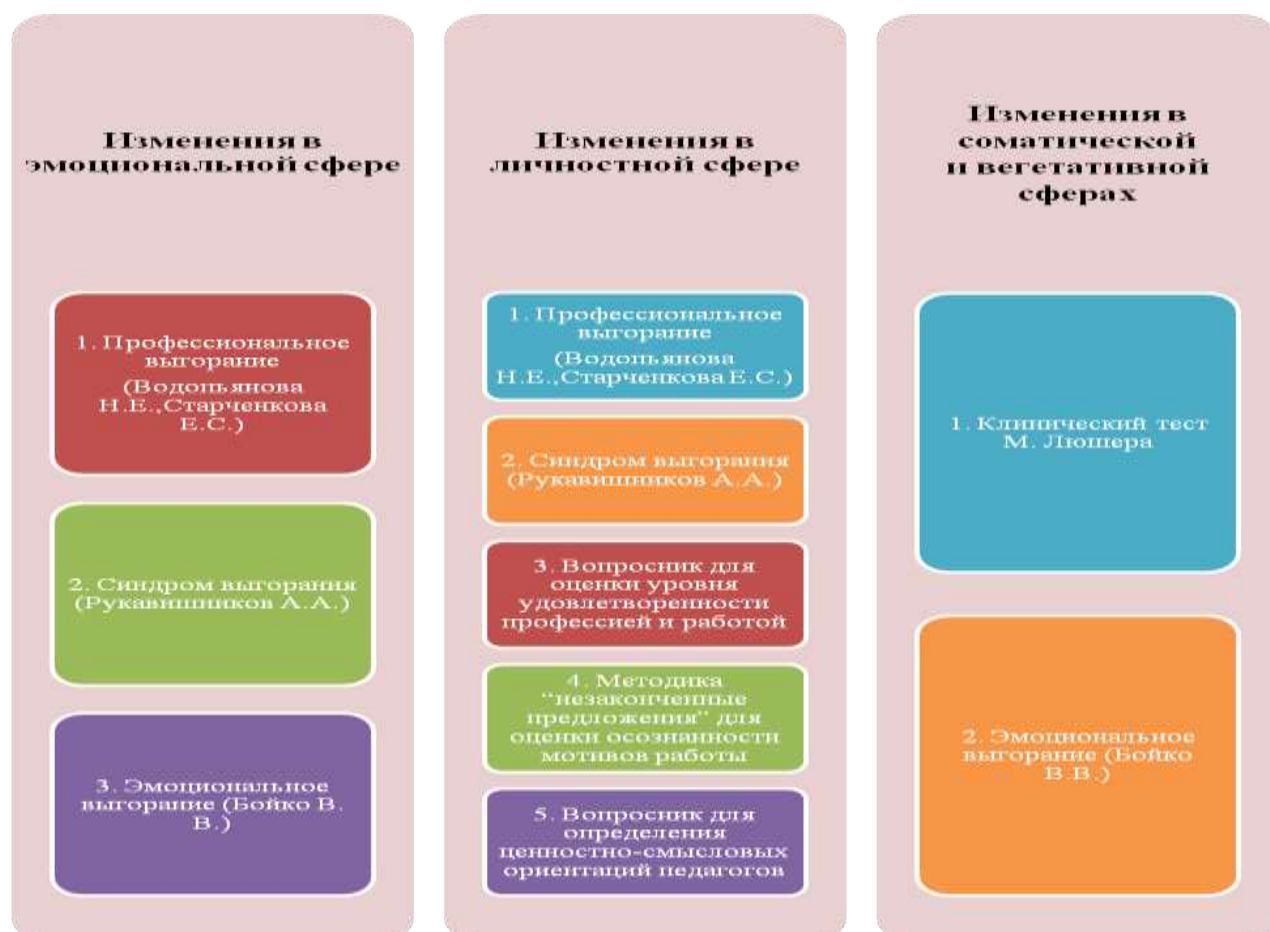 Изменения в
эмоциональной сфере
1. Профессиональное
выгорание
(Водопьянова
Н.Е.,Старченкова
Е.С.)
2. Синдром выгорания
(Рукавишников А.А.)
3. Эмоциональное
выгорание (Бойко В.
В.)
Изменения в
личностной сфере
1. Профессиональное
выгорание
(Водопьянова
Н.Е.,Старченкова Е.С.)
2. Синдром выгорания
(Рукавишников А.А.)
3. Вопросник для
оценки уровня
удовлетворенности
профессией и работой
4. Методика
“незаконченные
предложения” для
оценки осознанности
мотивов работы
5. Вопросник для
определения
ценностно-смысловых
ориентаций педагогов
Изменения в
соматической
и вегетативной
сферах
1. Клинический тест
М. Люшера
2. Эмоциональное
выгорание (Бойко
В.В.)